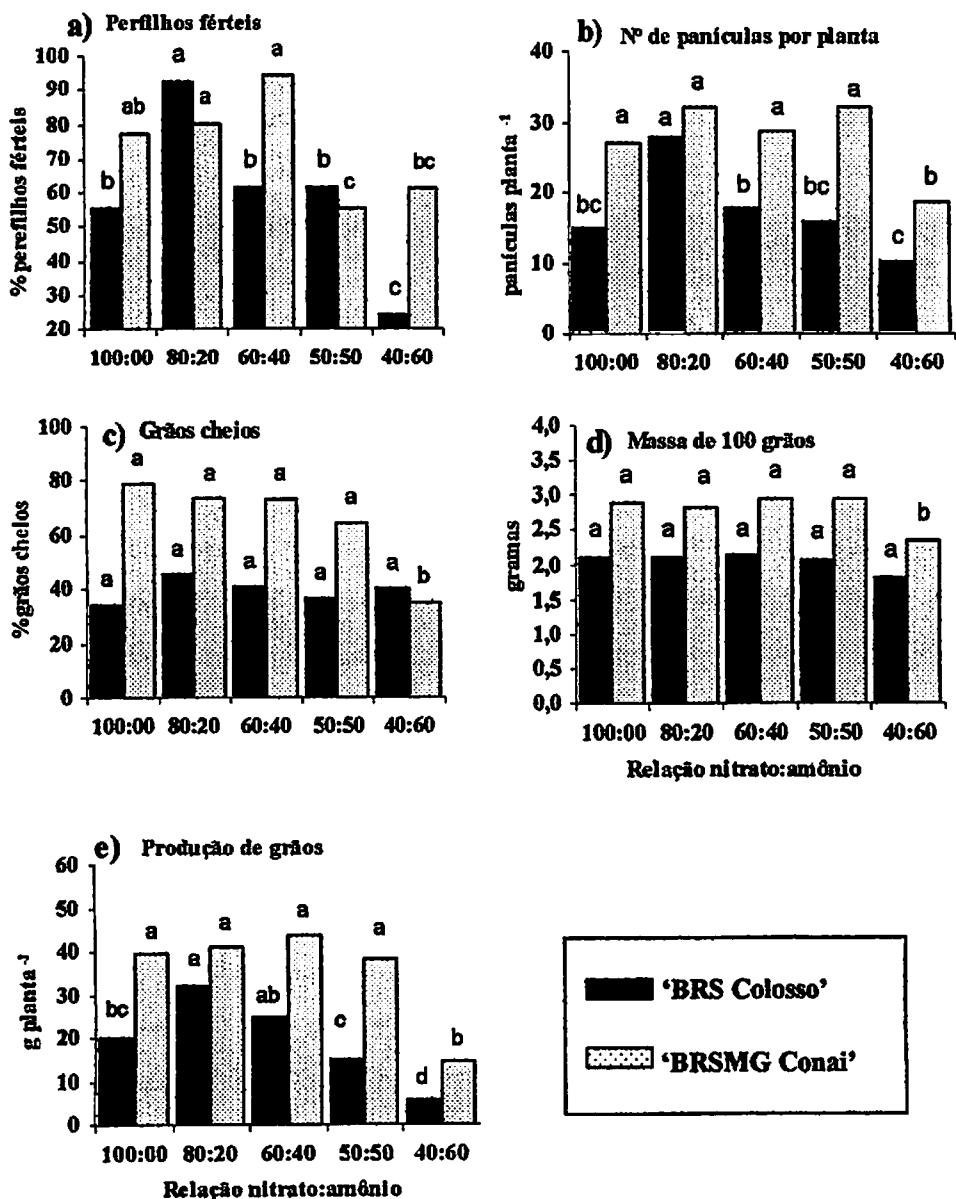 a) Perfilhos férteis
% perefilhos férteis
100
90
80
70
60
50
40
30
20
b ab a a b a b c c bc
100:00 80:20 60:40 50:50 40:60
b) Nº de panículas por planta
panículas planta -1
40
30
20
10
0
bc a a a b a bc a c b
100:00 80:20 60:40 50:50 40:60
c) Grãos cheios
%grãos cheios
100
80
60
40
20
0
a a a a a a a a a b
100:00 80:20 60:40 50:50 40:60
d) Massa de 100 grãos
gramas
4,0
3,5
3,0
2,5
2,0
1,5
1,0
0,5
0,0
a a a a a a a a a b
100:00 80:20 60:40 50:50 40:60
Relação nitrato:amônio
e) Produção de grãos
g planta -1
60
50
40
30
20
10
0
bc a a a ab a c a d b
100:00 80:20 60:40 50:50 40:60
Relação nitrato:amônio
‘BRS Colosso’
‘BRSMG Conai’